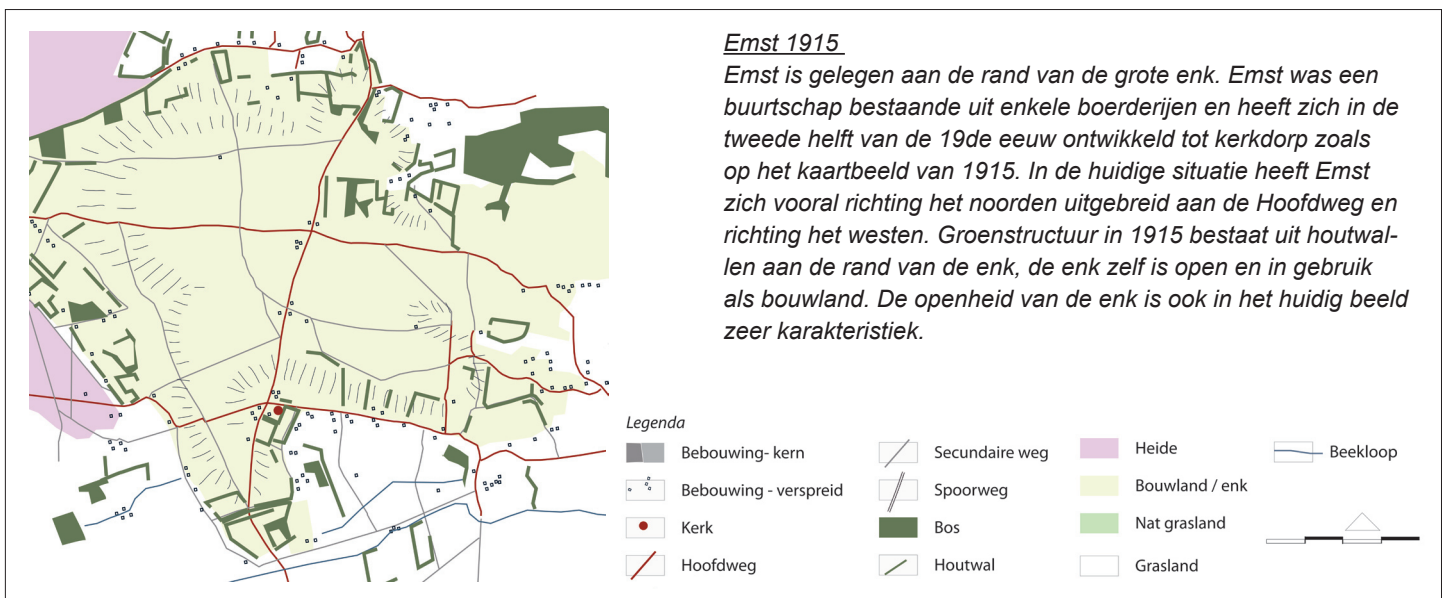 Emst 1915
Emst is gelegen aan de rand van de grote enk. Emst was een
buurtschap bestaande uit enkele boerderijen en heeft zich in de
tweede helft van de 19de eeuw ontwikkeld tot kerkdorp zoals
op het kaartbeeld van 1915. In de huidige situatie heeft Emst
zich vooral richting het noorden uitgebreid aan de Hoofdweg en
richting het westen. Groenstructuur in 1915 bestaat uit houtwal-
len aan de rand van de enk, de enk zelf is open en in gebruik
als bouwland. De openheid van de enk is ook in het huidig beeld
zeer karakteristiek.
Legenda
Bebouwing- kern
Bebouwing - verspreid
Kerk
Hoofdweg
Secundaire weg
Spoorweg
Bos
Houtwal
Heide
Bouwland / enk
Nat grasland
Grasland
Beekloop